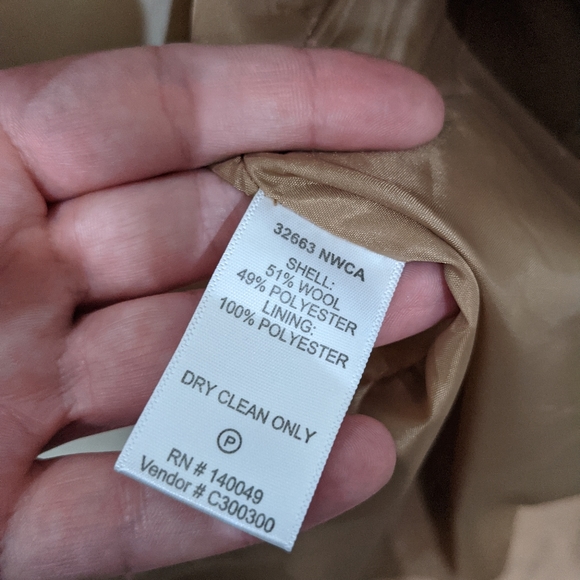 32663 NWCA
SHELL:
51% WOOL
49% POLYESTER
LINING:
100% POLYESTER
DRY CLEAN ONLY
P
RN # 140049
Vendor # C300300